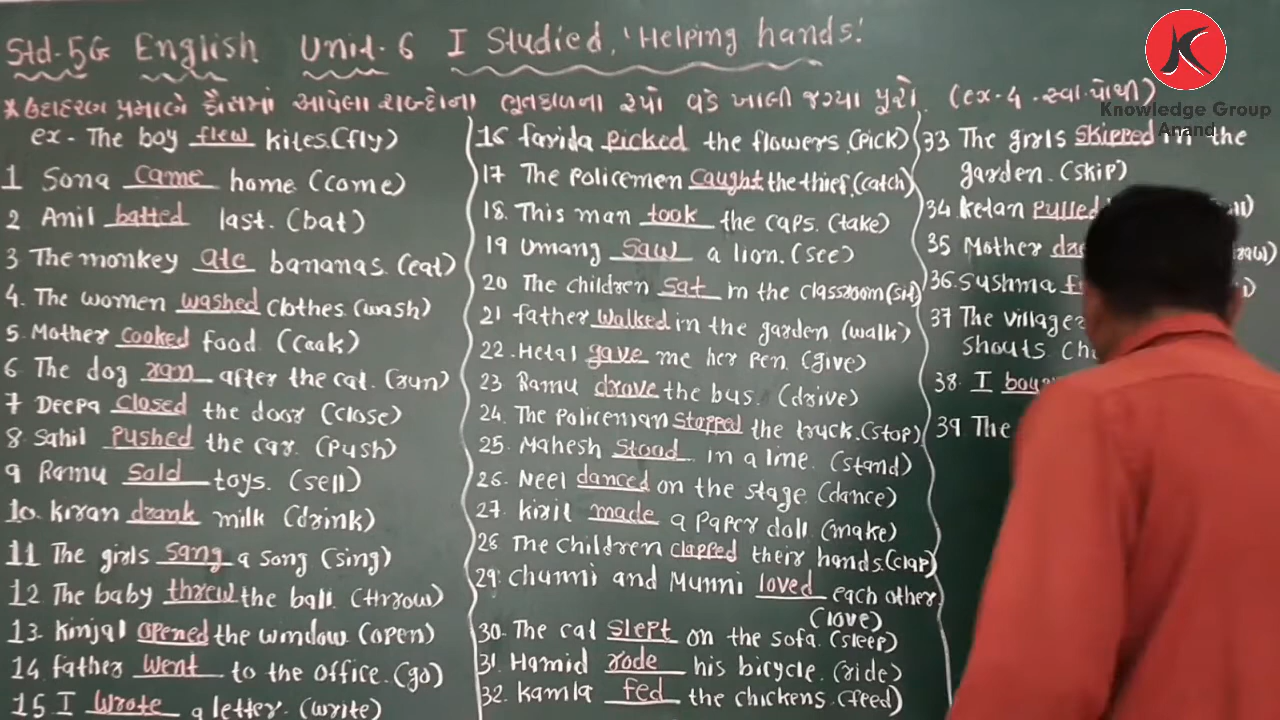 Std-5G English Unit-6 I Studied, 'Helping hands!
* ઉદાહરણ પ્રમાણે કૌંસમાં આપેલા શબ્દોના ભૂતકાળના રૂપો વડે ખાલી જગ્યા પુરો. (ex-4. સ્વા.પોથી)
ex- The boy flew kites.(fly)
1 Sona came home (come)
2 Anil batted last. (bat)
3 The monkey ate bananas. (eat)
4. The women washed clothes (wash)
5. Mother cooked food. (Cook)
6 The dog ran after the cat. (run)
7 Deepa closed the door (close)
8 Sahil pushed the car. (push)
9 Ramu sold toys. (sell)
10. Kiran drank milk (drink)
11 The girls sang a song (sing)
12. The baby threw the ball. (throw)
13. Kinjal opened the window. (open)
14. father went to the office. (go)
15 I wrote a letter. (write)
16 farida picked the flowers.(pick)
17 The Policemen caught the thief.(catch)
18. This man took the caps. (take)
19 Umang saw a lion. (see)
20 The children sat in the classroom (sit)
21 father walked in the garden (walk)
22. Hetal gave me her pen. (give)
23. Ramu drove the bus. (drive)
24. The Policeman stopped the truck.(stop)
25. Mahesh stood in a line. (stand)
26. Neel danced on the stage (dance)
27. Kirit made a paper doll (make)
28 The children clapped their hands.(clap)
29. Chunni and Munni loved each other
(love)
30. The cat slept on the sofa. (sleep)
31. Hamid rode his bicycle. (ride)
32. Kamla fed the chickens. (feed)
33 The girls skipped in the
garden. (skip)
34. Ketan pulled
35 Mother
36. Sushma
37 The
shouts
38. I
39 The
Knowledge Group
Anand